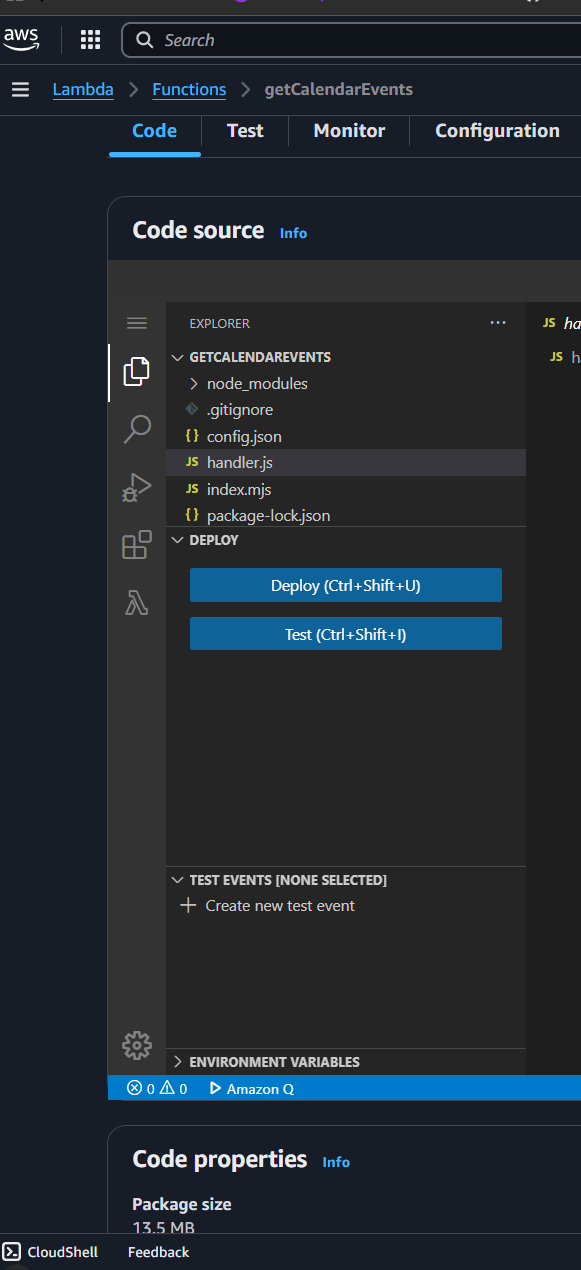 aws
Search
Lambda
Functions
getCalendarEvents
Code
Test
Monitor
Configuration
Code source
Info
EXPLORER
GETCALENDAREVENTS
node_modules
.gitignore
{} config.json
JS handler.js
JS index.mjs
{} package-lock.json
JS ha
JS h
DEPLOY
Deploy (Ctrl+Shift+U)
Test (Ctrl+Shift+I)
TEST EVENTS [NONE SELECTED]
Create new test event
ENVIRONMENT VARIABLES
0 0 Amazon Q
Code properties
Info
Package size
13.5 MB
CloudShell
Feedback